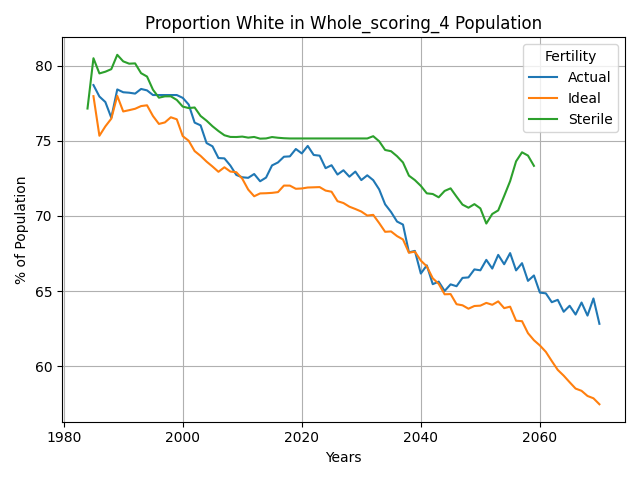 Proportion White in Whole_scoring_4 Population
Fertility
Actual
Ideal
Sterile
% of Population
80
75
70
65
60
1980
2000
2020
2040
2060
Years